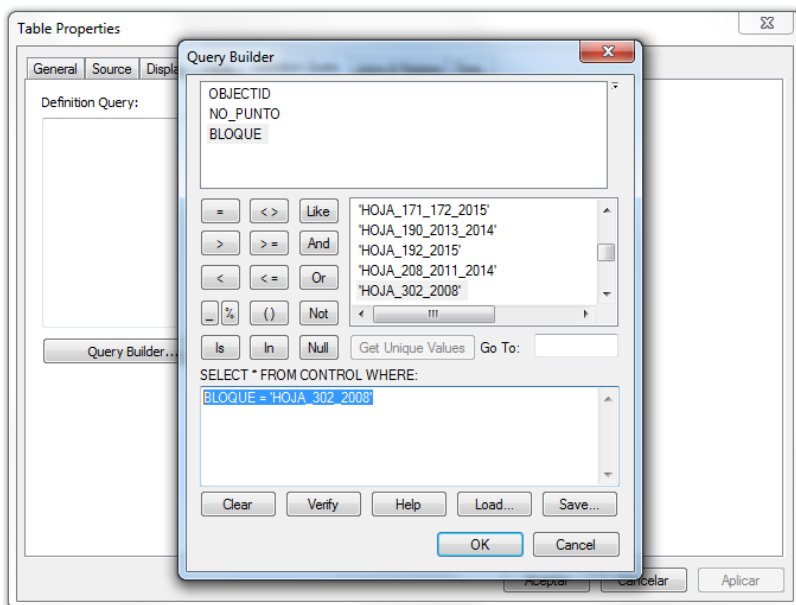 Table Properties
General Source Displa
Definition Query:
Query Builder...
Query Builder
OBJECTID
NO_PUNTO
BLOQUE
= < > Like
> > = And
< < = Or
_ % ( ) Not
Is In Null
'HOJA_171_172_2015'
'HOJA_190_2013_2014'
'HOJA_192_2015'
'HOJA_208_2011_2014'
'HOJA_302_2008'
Get Unique Values Go To:
SELECT * FROM CONTROL WHERE:
BLOQUE = 'HOJA_302_2008'
Clear Verify Help Load... Save...
OK Cancel
Aceptar Cancelar Aplicar